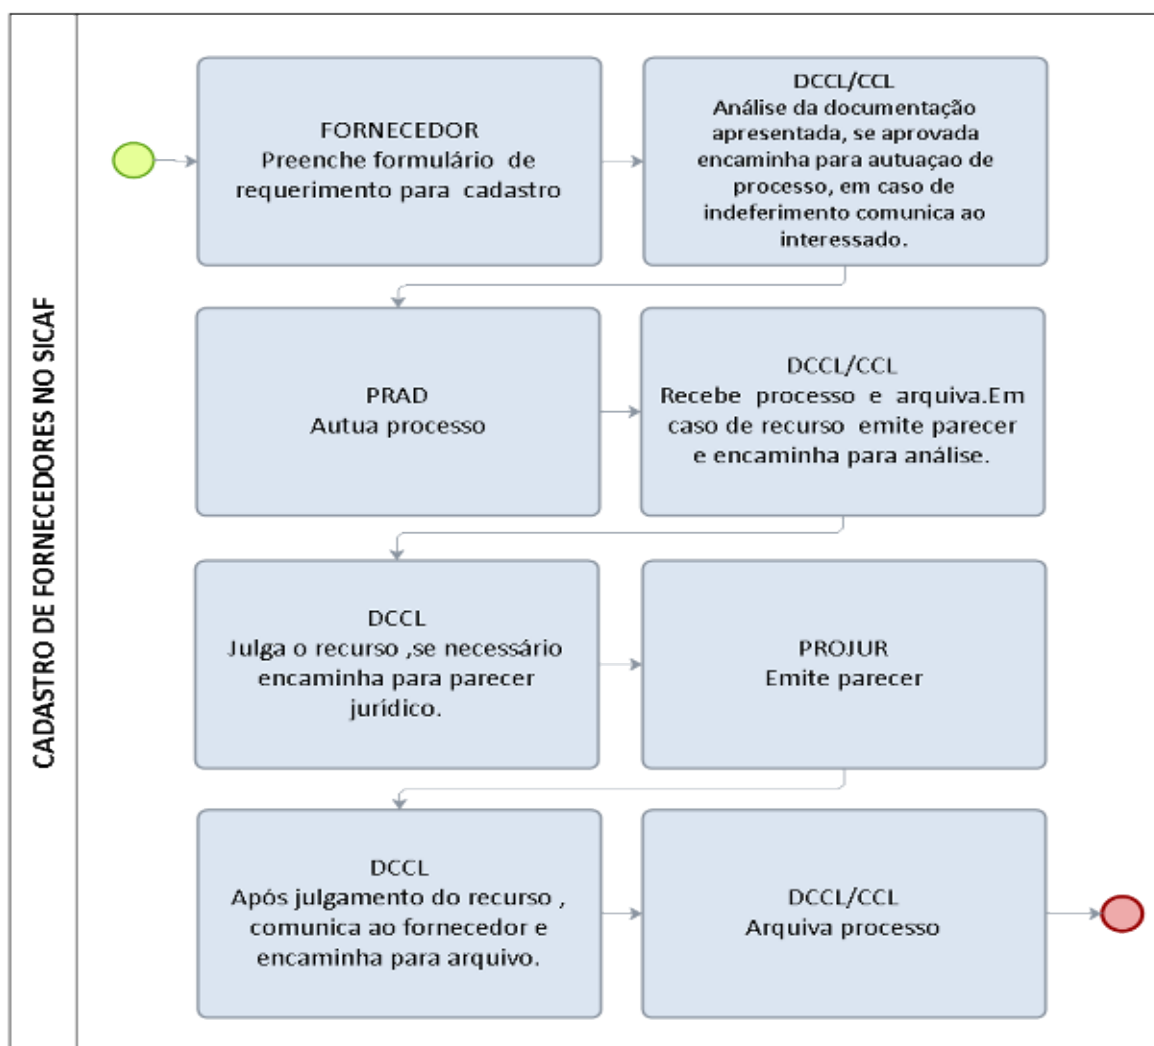 CADASTRO DE FORNECEDORES NO SICAF
FORNECEDOR
Preenche formulário de
requerimento para cadastro
DCCL/CCL
Análise da documentação
apresentada, se aprovada
encaminha para autuaçao de
processo, em caso de
indeferimento comunica ao
interessado.
PRAD
Autua processo
DCCL/CCL
Recebe processo e arquiva.Em
caso de recurso emite parecer
e encaminha para análise.
DCCL
Julga o recurso ,se necessário
encaminha para parecer
jurídico.
PROJUR
Emite parecer
DCCL
Após julgamento do recurso ,
comunica ao fornecedor e
encaminha para arquivo.
DCCL/CCL
Arquiva processo